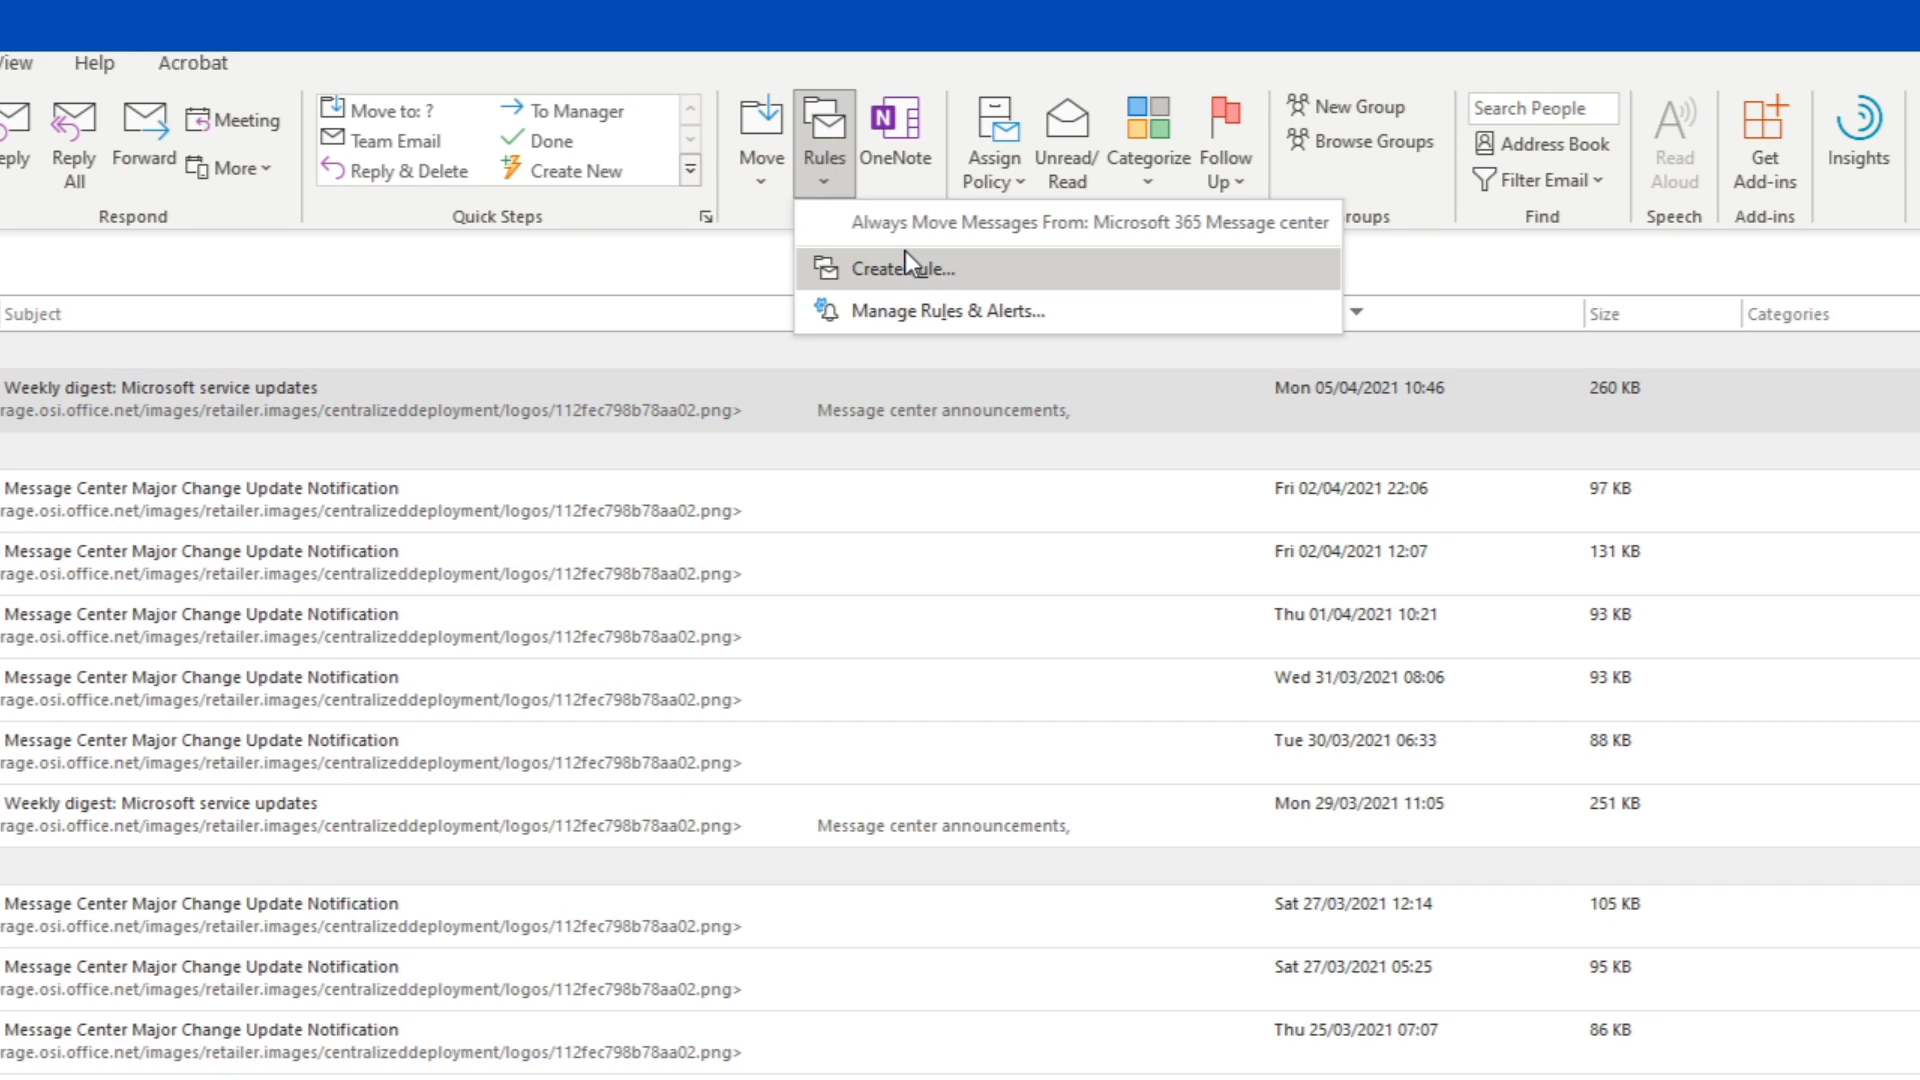 View Help Acrobat
Reply
Reply All
Forward
Meeting
More
Respond
Move to: ?
Team Email
Reply & Delete
To Manager
Done
Create New
Quick Steps
Move
Rules
OneNote
Assign Policy
Unread/ Read
Categorize
Follow Up
New Group
Browse Groups
roups
Search People
Address Book
Filter Email
Find
Read Aloud
Speech
Get Add-ins
Add-ins
Insights
Always Move Messages From: Microsoft 365 Message center
Create Rule...
Manage Rules & Alerts...
Subject Size Categories
Weekly digest: Microsoft service updates Mon 05/04/2021 10:46 260 KB
rage.osi.office.net/images/retailer.images/centralizeddeployment/logos/112fec798b78aa02.png> Message center announcements,
Message Center Major Change Update Notification Fri 02/04/2021 22:06 97 KB
rage.osi.office.net/images/retailer.images/centralizeddeployment/logos/112fec798b78aa02.png>
Message Center Major Change Update Notification Fri 02/04/2021 12:07 131 KB
rage.osi.office.net/images/retailer.images/centralizeddeployment/logos/112fec798b78aa02.png>
Message Center Major Change Update Notification Thu 01/04/2021 10:21 93 KB
rage.osi.office.net/images/retailer.images/centralizeddeployment/logos/112fec798b78aa02.png>
Message Center Major Change Update Notification Wed 31/03/2021 08:06 93 KB
rage.osi.office.net/images/retailer.images/centralizeddeployment/logos/112fec798b78aa02.png>
Message Center Major Change Update Notification Tue 30/03/2021 06:33 88 KB
rage.osi.office.net/images/retailer.images/centralizeddeployment/logos/112fec798b78aa02.png>
Weekly digest: Microsoft service updates Mon 29/03/2021 11:05 251 KB
rage.osi.office.net/images/retailer.images/centralizeddeployment/logos/112fec798b78aa02.png> Message center announcements,
Message Center Major Change Update Notification Sat 27/03/2021 12:14 105 KB
rage.osi.office.net/images/retailer.images/centralizeddeployment/logos/112fec798b78aa02.png>
Message Center Major Change Update Notification Sat 27/03/2021 05:25 95 KB
rage.osi.office.net/images/retailer.images/centralizeddeployment/logos/112fec798b78aa02.png>
Message Center Major Change Update Notification Thu 25/03/2021 07:07 86 KB
rage.osi.office.net/images/retailer.images/centralizeddeployment/logos/112fec798b78aa02.png>